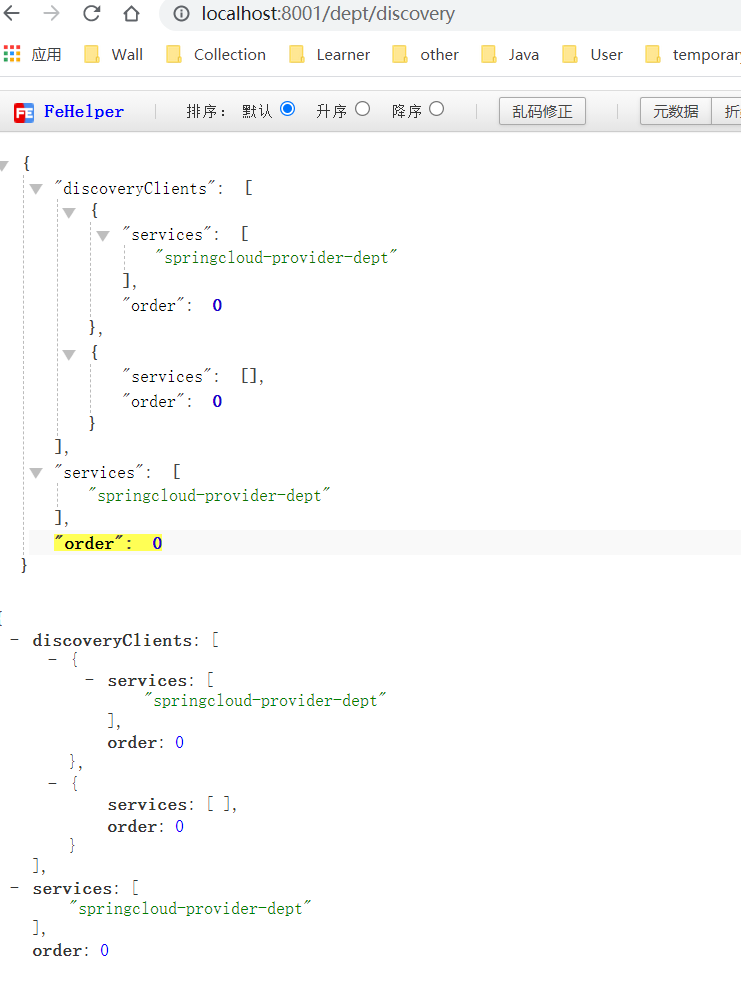 localhost:8001/dept/discovery
应用 Wall Collection Learner other Java User temporary
FeHelper 排序： 默认 升序 降序 乱码修正 元数据
{
"discoveryClients": [
{
"services": [
"springcloud-provider-dept"
],
"order": 0
},
{
"services": [],
"order": 0
}
],
"services": [
"springcloud-provider-dept"
],
"order": 0
}
{
- discoveryClients: [
- {
- services: [
"springcloud-provider-dept"
],
order: 0
},
- {
services: [ ],
order: 0
}
],
- services: [
"springcloud-provider-dept"
],
order: 0